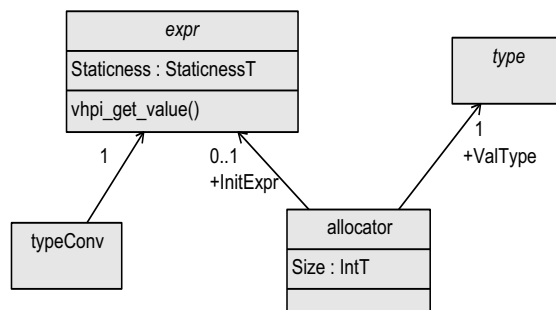 expr
Staticness : StaticnessT
vhpi_get_value()
type
1
0..1
+InitExpr
1
+ValType
typeConv
allocator
Size : IntT